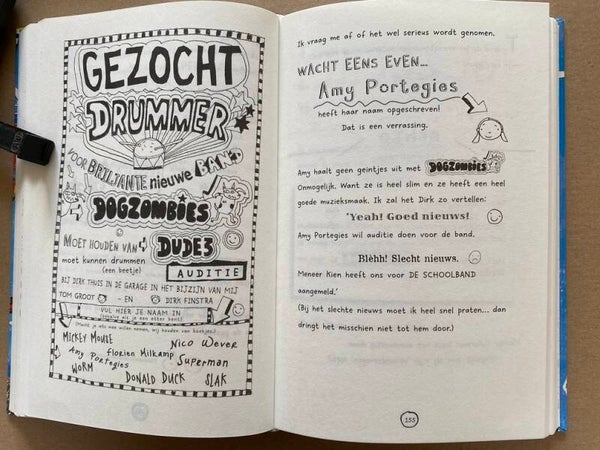 GEZOCHT
DRUMMER
VOOR BRILJANTE nieuwe BAND
DOGZOMBIES
MOET HOUDEN VAN DUDE3
moet kunnen drummen
(een beetje)
AUDITIE
BIJ DIRK THUIS IN DE GARAGE IN HET BIJZIJN VAN MIJ
TOM GROOT - EN DIRK FINSTRA
VUL HIER JE NAAM IN
MICKEY MOUSE
Nico Wever
Amy Portegies
Florien Milkamp
Superman
WORM
DONALD DUCK
SLAK
Ik vraag me af of het wel serieus wordt genomen.
WACHT EENS EVEN...
Amy Portegies
heeft haar naam opgeschreven!
Dat is een verrassing.
Amy haalt geen geintjes uit met DOGZOMBIES
Onmogelijk. Want ze is heel slim en ze heeft een heel
goede muzieksmaak. Ik zal het Dirk zo vertellen:
'Yeah! Goed nieuws!
Amy Portegies wil auditie doen voor de band.
Blèhh! Slecht nieuws.
Meneer Kien heeft ons voor DE SCHOOLBAND
aangemeld.'
(Bij het slechte nieuws moet ik heel snel praten... dan
dringt het misschien niet tot hem door.)
155